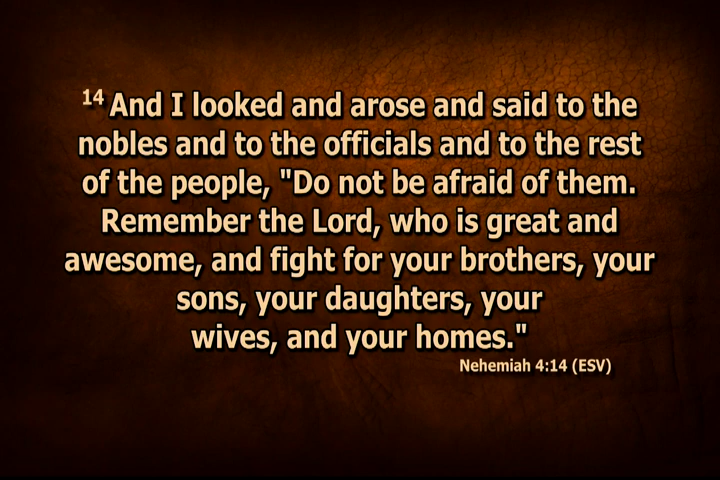 14 And I looked and arose and said to the
nobles and to the officials and to the rest
of the people, "Do not be afraid of them.
Remember the Lord, who is great and
awesome, and fight for your brothers, your
sons, your daughters, your
wives, and your homes."
Nehemiah 4:14 (ESV)